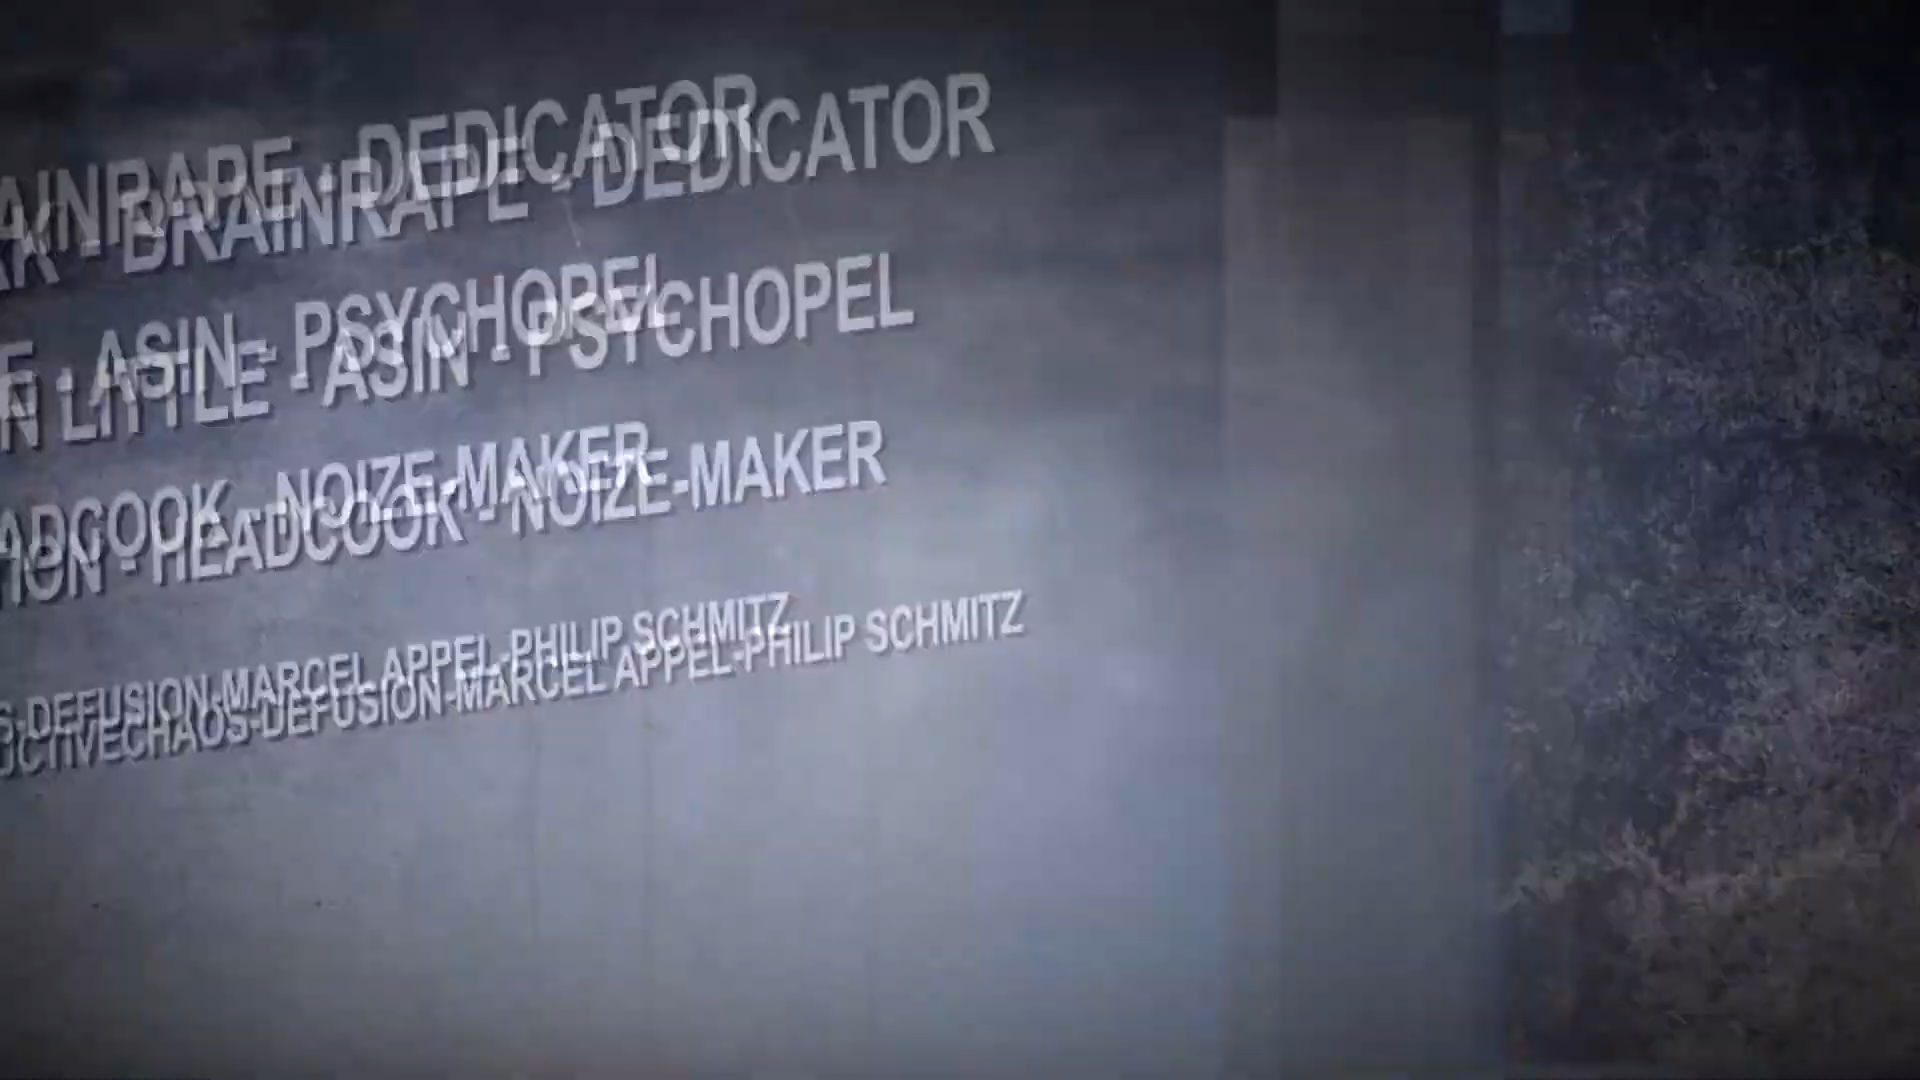 - BRAINRAPE - DEDICATOR
LITTLE - ASIN - PSYCHOPEL
- HEADCOOK - NOIZE-MAKER
-DEFUSION-MARCEL APPEL-PHILIP SCHMITZ